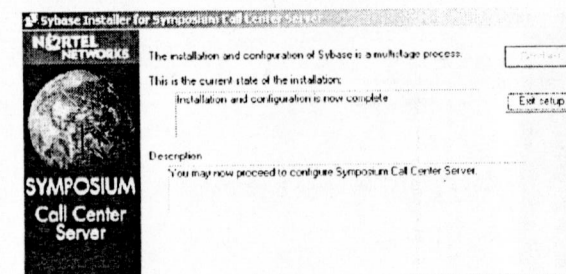 Sybase Installer for Symposium Call Center Server
NORTEL
NETWORKS
The installation and configuration of Sybase is a multistage process.
This is the current state of the installation:
Installation and configuration is now complete
Exit setup
Description
You may now proceed to configure Symposium Call Center Server.
SYMPOSIUM
Call Center
Server